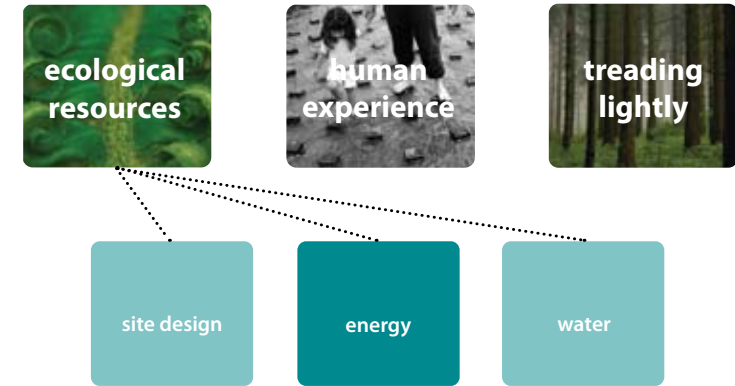 ecological
resources
human
experience
treading
lightly
site design
energy
water